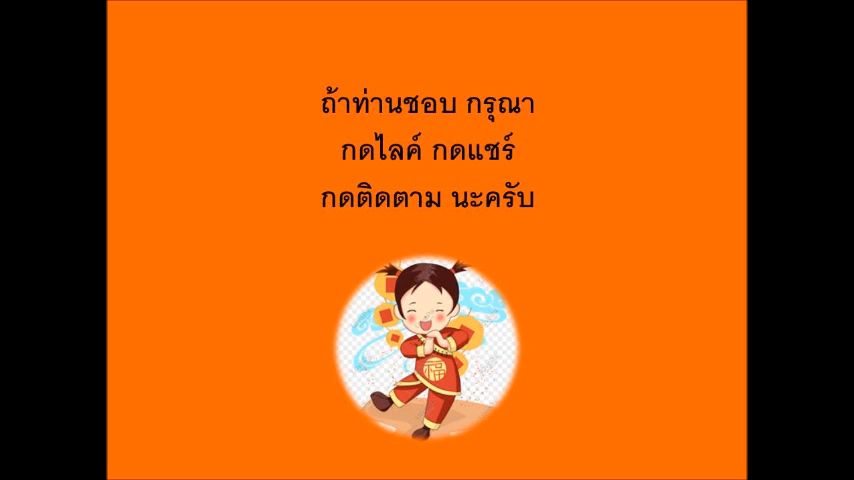 ถ้าท่านชอบ กรุณา
กดไลค์ กดแชร์
กดติดตาม นะครับ
福